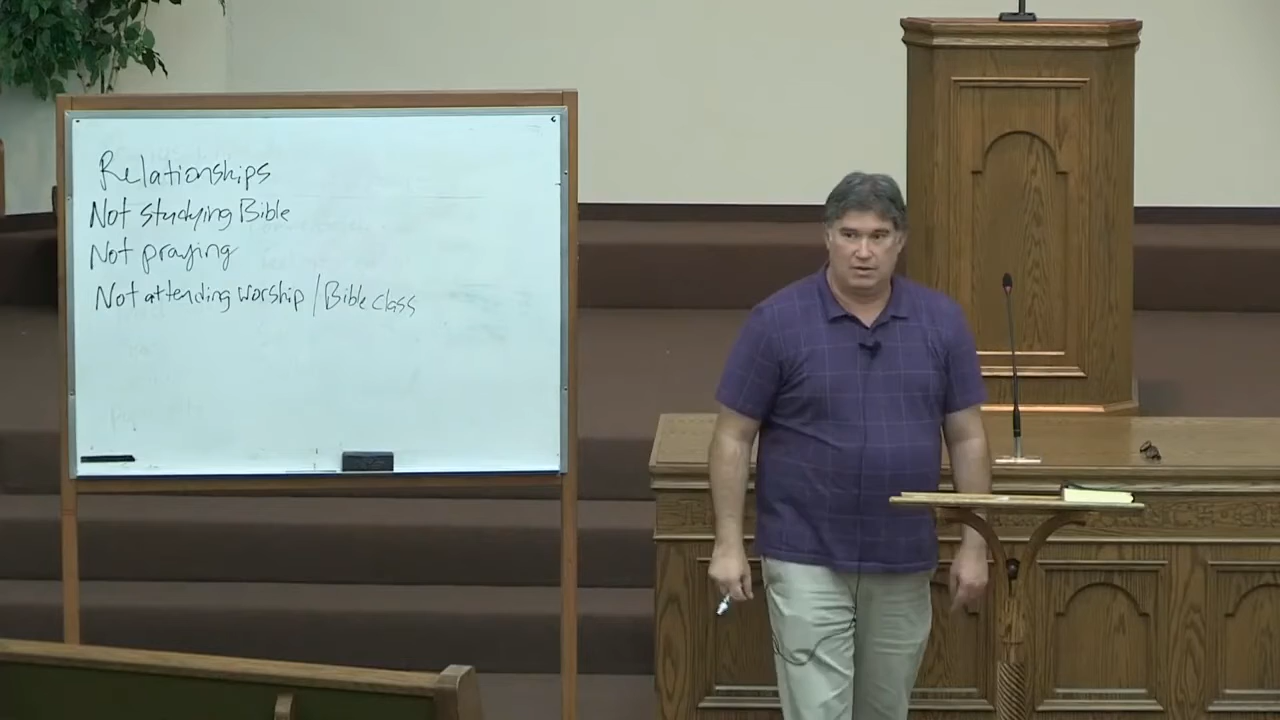 Relationships
Not studying Bible
Not praying
Not attending worship / Bible class